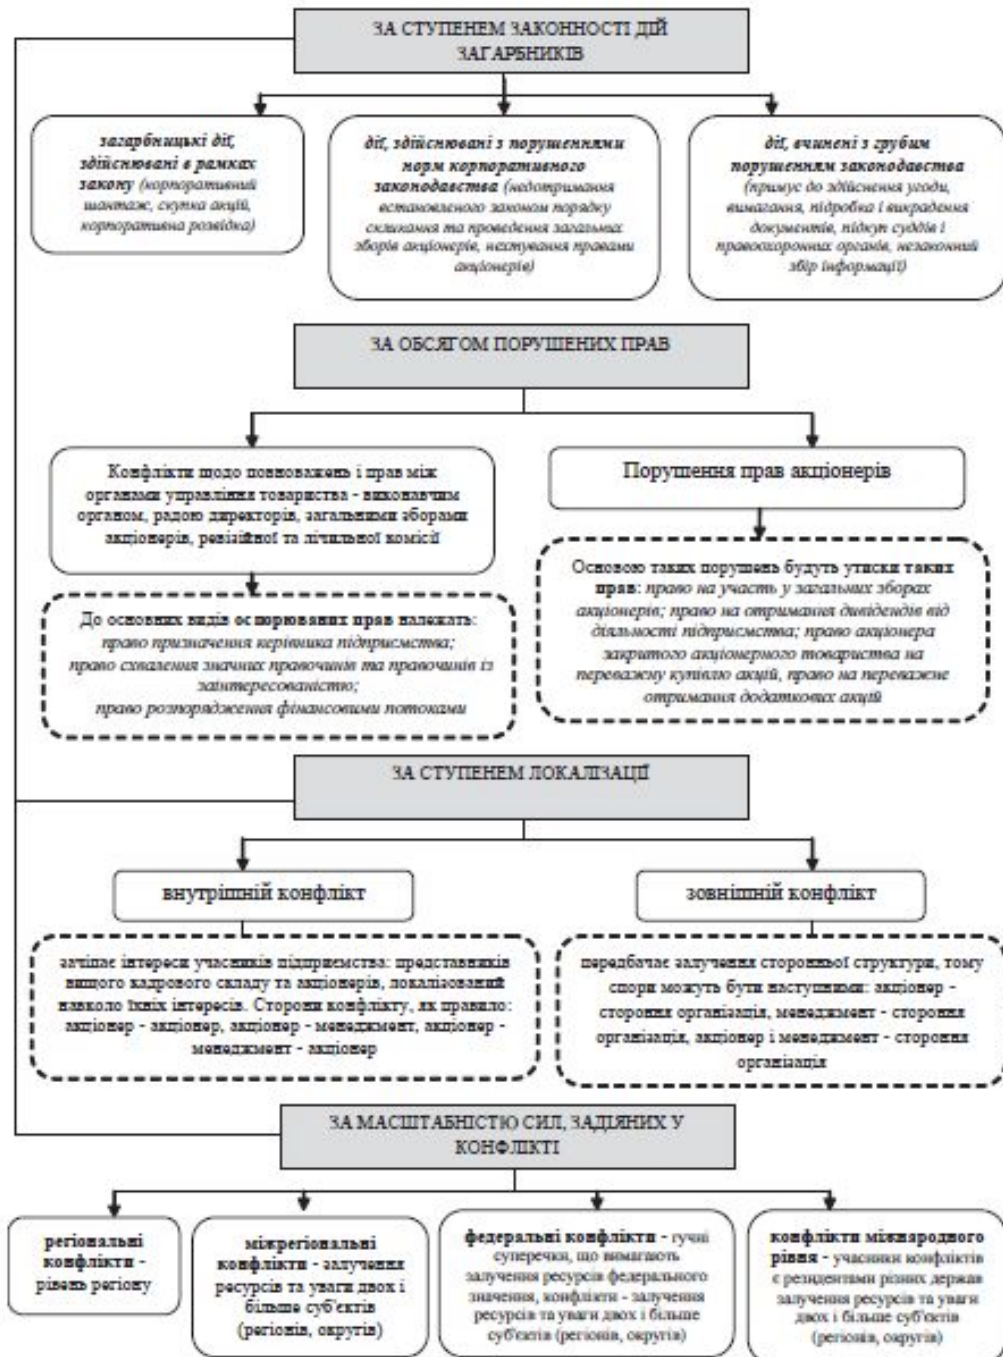 ЗА СТУПЕНЕМ ЗАКОННОСТІ ДІЙ
ЗАГАРБНИКІВ
загарбницькі дії,
здійснювані в рамках
закону (корпоративний
шантаж, скупка акцій,
корпоративна розвідка)
дії, здійснювані з порушеннями
норм корпоративного
законодавства (недотримання
встановленого законом порядку
скликання та проведення загальних
зборів акціонерів, нехтування правами
акціонерів)
дії, вчинені з грубим
порушенням законодавства
(примус до здійснення угоди,
вимагання, підробка і викрадення
документів, підкуп суддів і
правоохоронних органів, незаконний
збір інформації)
ЗА ОБСЯГОМ ПОРУШЕНИХ ПРАВ
Конфлікти щодо повноважень і прав між
органами управління товариства - виконавчим
органом, радою директорів, загальними зборами
акціонерів, ревізійної та лічильної комісії
Порушення прав акціонерів
До основних видів оспорюваних прав належать:
право призначення керівника підприємства;
право схвалення значних правочинів та правочинів із
заінтересованістю;
право розпорядження фінансовими потоками
Основою таких порушень будуть утиски таких
прав: право на участь у загальних зборах
акціонерів; право на отримання дивідендів від
діяльності підприємства; право акціонера
закритого акціонерного товариства на
переважну купівлю акцій, право на переважне
отримання додаткових акцій
ЗА СТУПЕНЕМ ЛОКАЛІЗАЦІЇ
внутрішній конфлікт
зовнішній конфлікт
зачіпає інтереси учасників підприємства: представників
вищого кадрового складу та акціонерів, локалізований
навколо їхніх інтересів. Сторони конфлікту, як правило:
акціонер - акціонер, акціонер - менеджмент, акціонер -
менеджмент - акціонер
передбачає залучення сторонньої структури, тому
спори можуть бути наступними: акціонер -
стороння організація, менеджмент - стороння
організація, акціонер і менеджмент - стороння
організація
ЗА МАСШТАБНІСТЮ СИЛ, ЗАДІЯНИХ У
КОНФЛІКТІ
регіональні
конфлікти -
рівень регіону
міжрегіональні
конфлікти - залучення
ресурсів та уваги двох і
більше суб'єктів
(регіонів, округів)
федеральні конфлікти - гучні
суперечки, що вимагають
залучення ресурсів федерального
значення, конфлікти - залучення
ресурсів та уваги двох і більше
суб'єктів (регіонів, округів)
конфлікти міжнародного
рівня - учасники конфліктів
є резидентами різних держав
залучення ресурсів та уваги
двох і більше суб'єктів
(регіонів, округів)